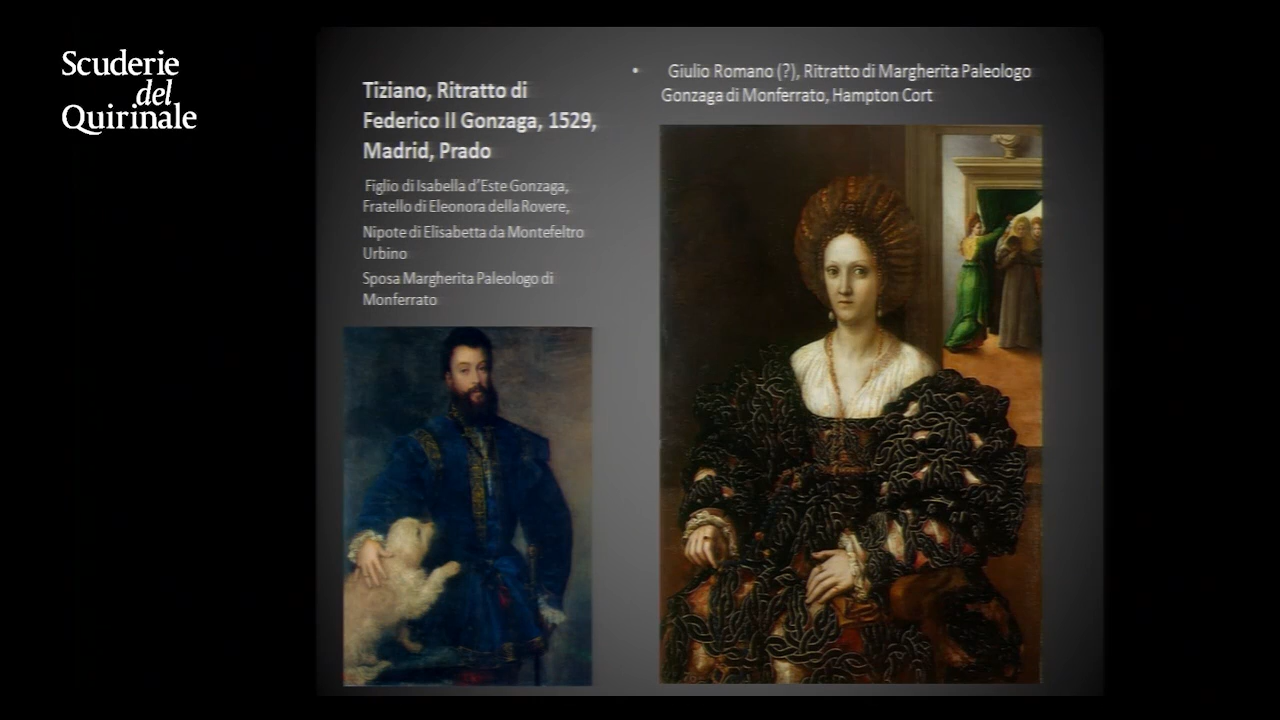 Scuderie
del
Quirinale
Tiziano, Ritratto di
Federico II Gonzaga, 1529,
Madrid, Prado
Figlio di Isabella d'Este Gonzaga,
Fratello di Eleonora della Rovere,
Nipote di Elisabetta da Montefeltro
Urbino
Sposa Margherita Paleologo di
Monferrato
• Giulio Romano (?), Ritratto di Margherita Paleologo
Gonzaga di Monferrato, Hampton Cort